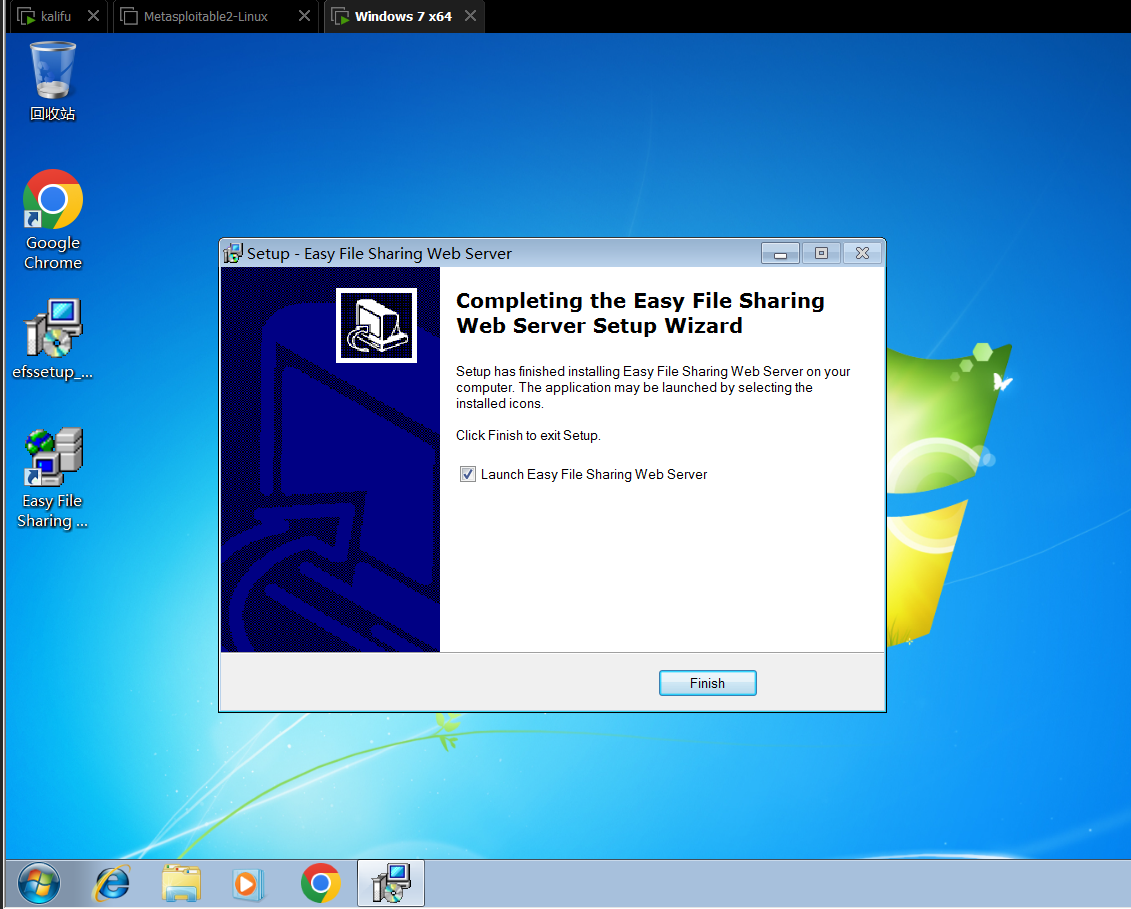 kalifu
Metasploitable2-Linux
Windows 7 x64
回收站
Google
Chrome
efssetup_...
Easy File
Sharing ...
Setup - Easy File Sharing Web Server
Completing the Easy File Sharing
Web Server Setup Wizard
Setup has finished installing Easy File Sharing Web Server on your
computer. The application may be launched by selecting the
installed icons.
Click Finish to exit Setup.
Launch Easy File Sharing Web Server
Finish